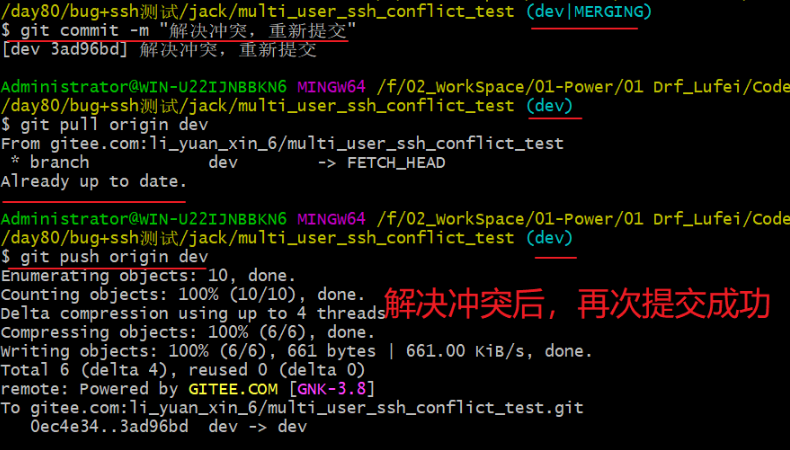 /day80/bug+ssh测试/jack/multi_user_ssh_conflict_test (dev|MERGING)
$ git commit -m "解决冲突，重新提交"
[dev 3ad96bd] 解决冲突，重新提交
Administrator@WIN-U22IJNBBKN6 MINGW64 /f/02_WorkSpace/01-Power/01 Drf_Lufei/Code
/day80/bug+ssh测试/jack/multi_user_ssh_conflict_test (dev)
$ git pull origin dev
From gitee.com:li_yuan_xin_6/multi_user_ssh_conflict_test
 * branch            dev        -> FETCH_HEAD
Already up to date.
Administrator@WIN-U22IJNBBKN6 MINGW64 /f/02_WorkSpace/01-Power/01 Drf_Lufei/Code
/day80/bug+ssh测试/jack/multi_user_ssh_conflict_test (dev)
$ git push origin dev
Enumerating objects: 10, done.
Counting objects: 100% (10/10), done.
Delta compression using up to 4 threads
解决冲突后，再次提交成功
Compressing objects: 100% (6/6), done.
Writing objects: 100% (6/6), 661 bytes | 661.00 KiB/s, done.
Total 6 (delta 4), reused 0 (delta 0)
remote: Powered by GITEE.COM [GNK-3.8]
To gitee.com:li_yuan_xin_6/multi_user_ssh_conflict_test.git
   0ec4e34..3ad96bd  dev -> dev